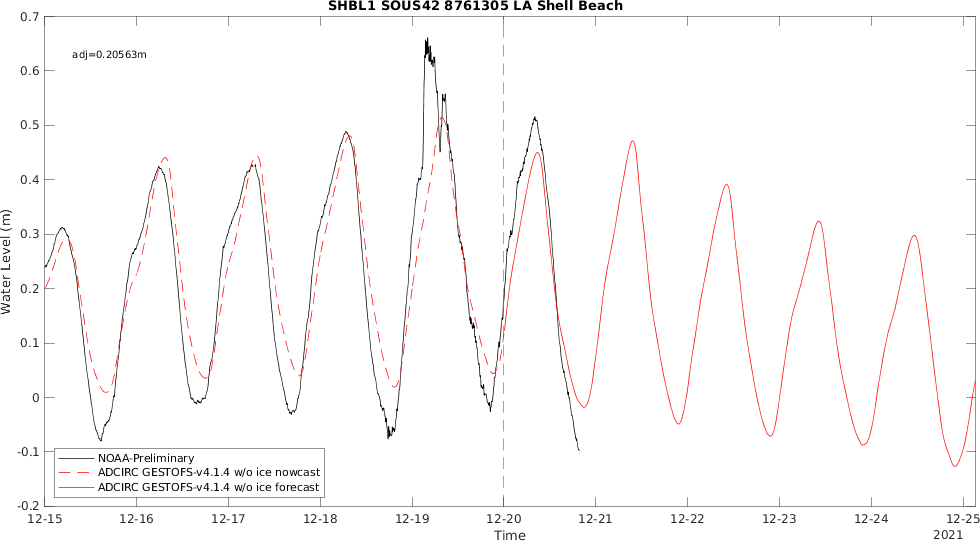 SHBL1 SOUS42 8761305 LA Shell Beach
adj=0.20563m
Water Level (m)
0.7
0.6
0.5
0.4
0.3
0.2
0.1
0
-0.1
-0.2
NOAA-Preliminary
ADCIRC GESTOFS-v4.1.4 w/o ice nowcast
ADCIRC GESTOFS-v4.1.4 w/o ice forecast
12-15 12-16 12-17 12-18 12-19 12-20 12-21 12-22 12-23 12-24 12-25
Time
2021